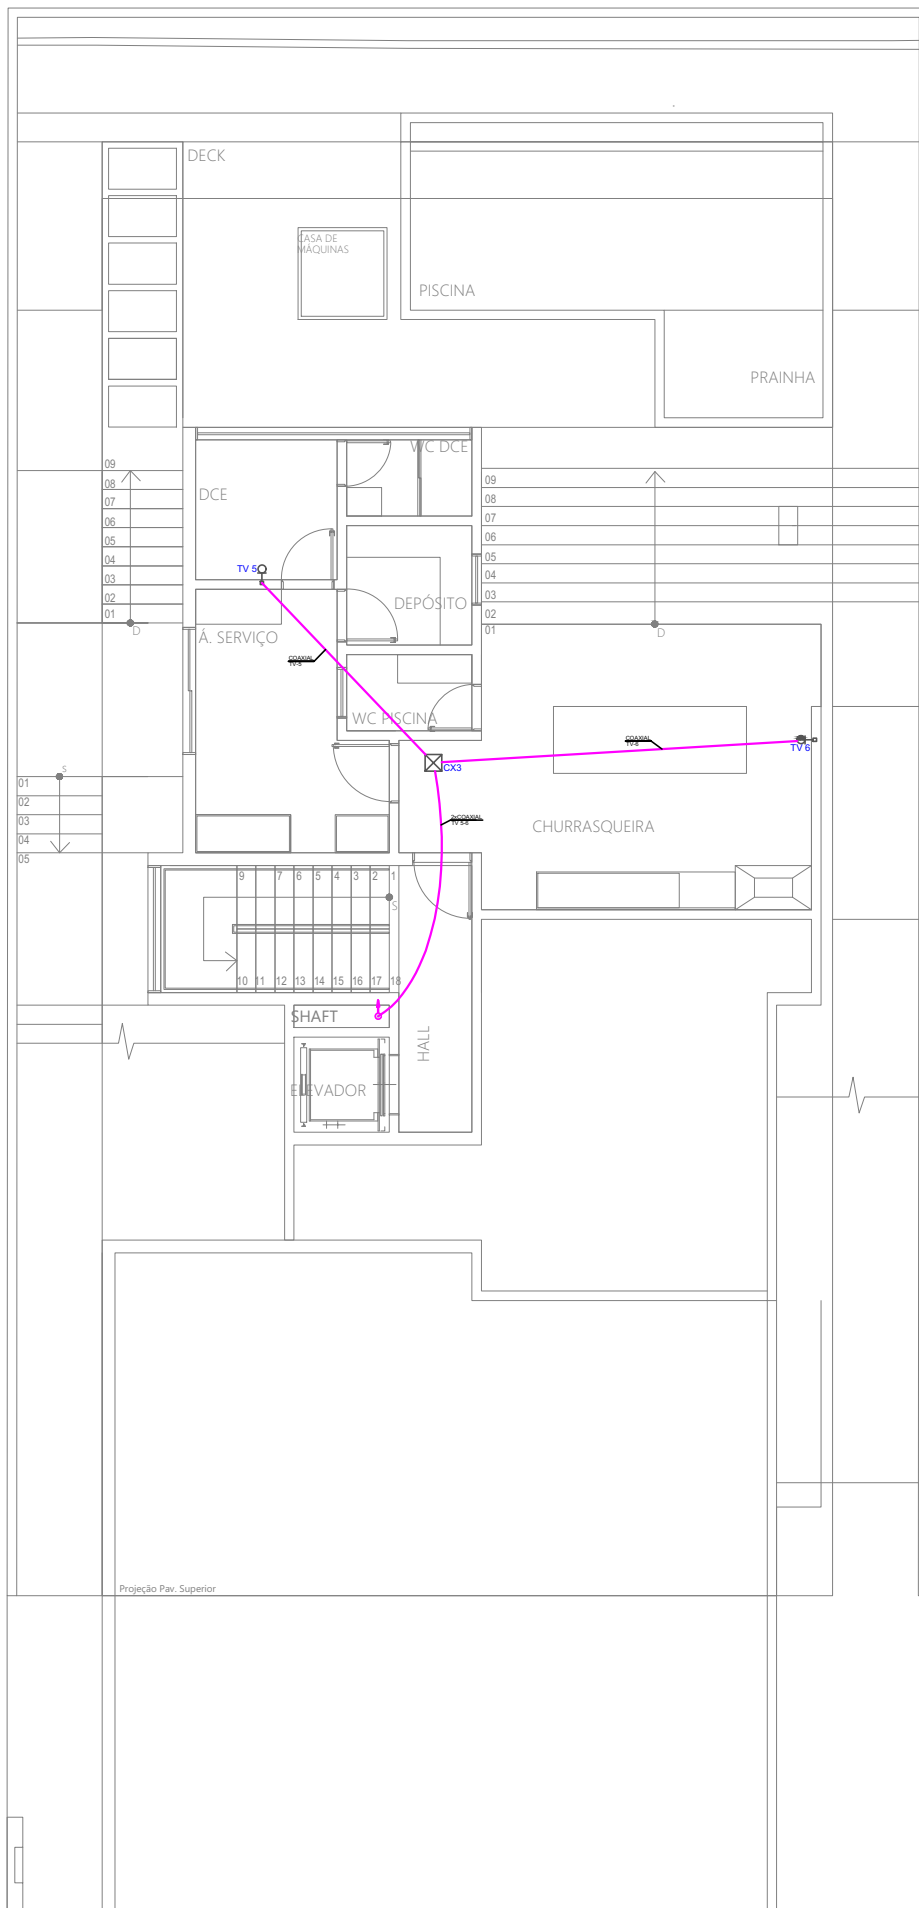 DECK
CASA DE
MÁQUINAS
PISCINA
PRAINHA
WC DCE
DCE
09
08
07
06
05
04
03
02
01
D
09
08
07
06
05
04
03
02
01
D
TV 5
DEPÓSITO
Á. SERVIÇO
COAXIAL
TV-5
WC PISCINA
COAXIAL
TV-6
TV 6
CX3
S
01
02
03
04
05
2xCOAXIAL
TV 5-6
CHURRASQUEIRA
9
7
6
5
4
3
2
1
S
10
11
12
13
14
15
16
17
18
SHAFT
HALL
ELEVADOR
Projeção Pav. Superior